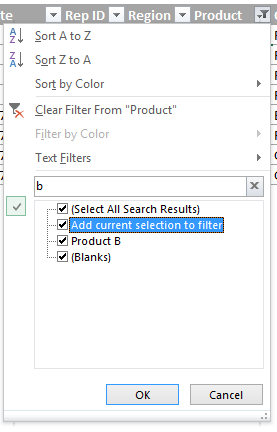 te Rep ID Region Product
Sort A to Z
Sort Z to A
Sort by Color
Clear Filter From "Product"
Filter by Color
Text Filters
b
(Select All Search Results)
Add current selection to filter
Product B
(Blanks)
OK Cancel